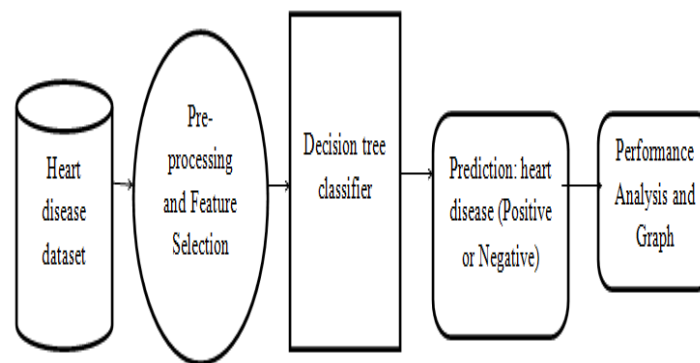 Heart
disease
dataset
Pre-
processing
and Feature
Selection
Decision tree
classifier
Prediction: heart
disease (Positive
or Negative)
Performance
Analysis and
Graph